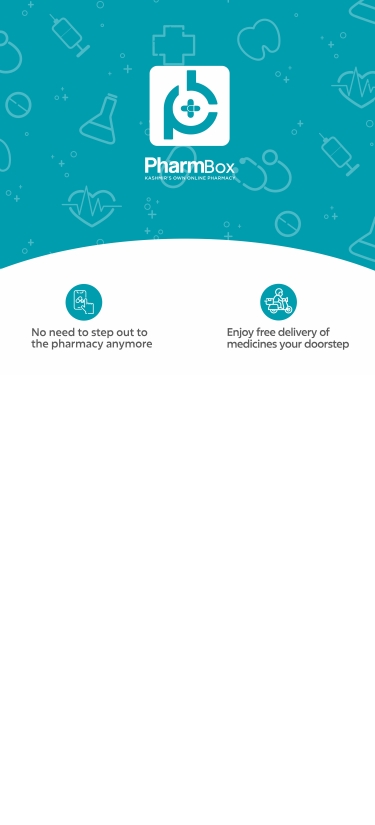 PharmBox
KASHMIR'S OWN ONLINE PHARMACY
No need to step out to
the pharmacy anymore
Enjoy free delivery of
medicines your doorstep